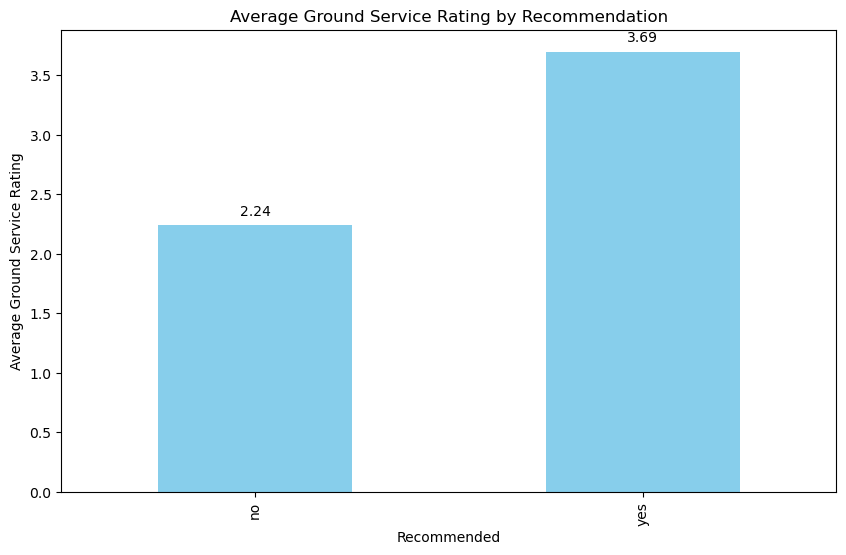 Average Ground Service Rating by Recommendation
3.69
3.5
3.0
2.5
2.24
2.0
1.5
1.0
0.5
0.0
Average Ground Service Rating
no
yes
Recommended